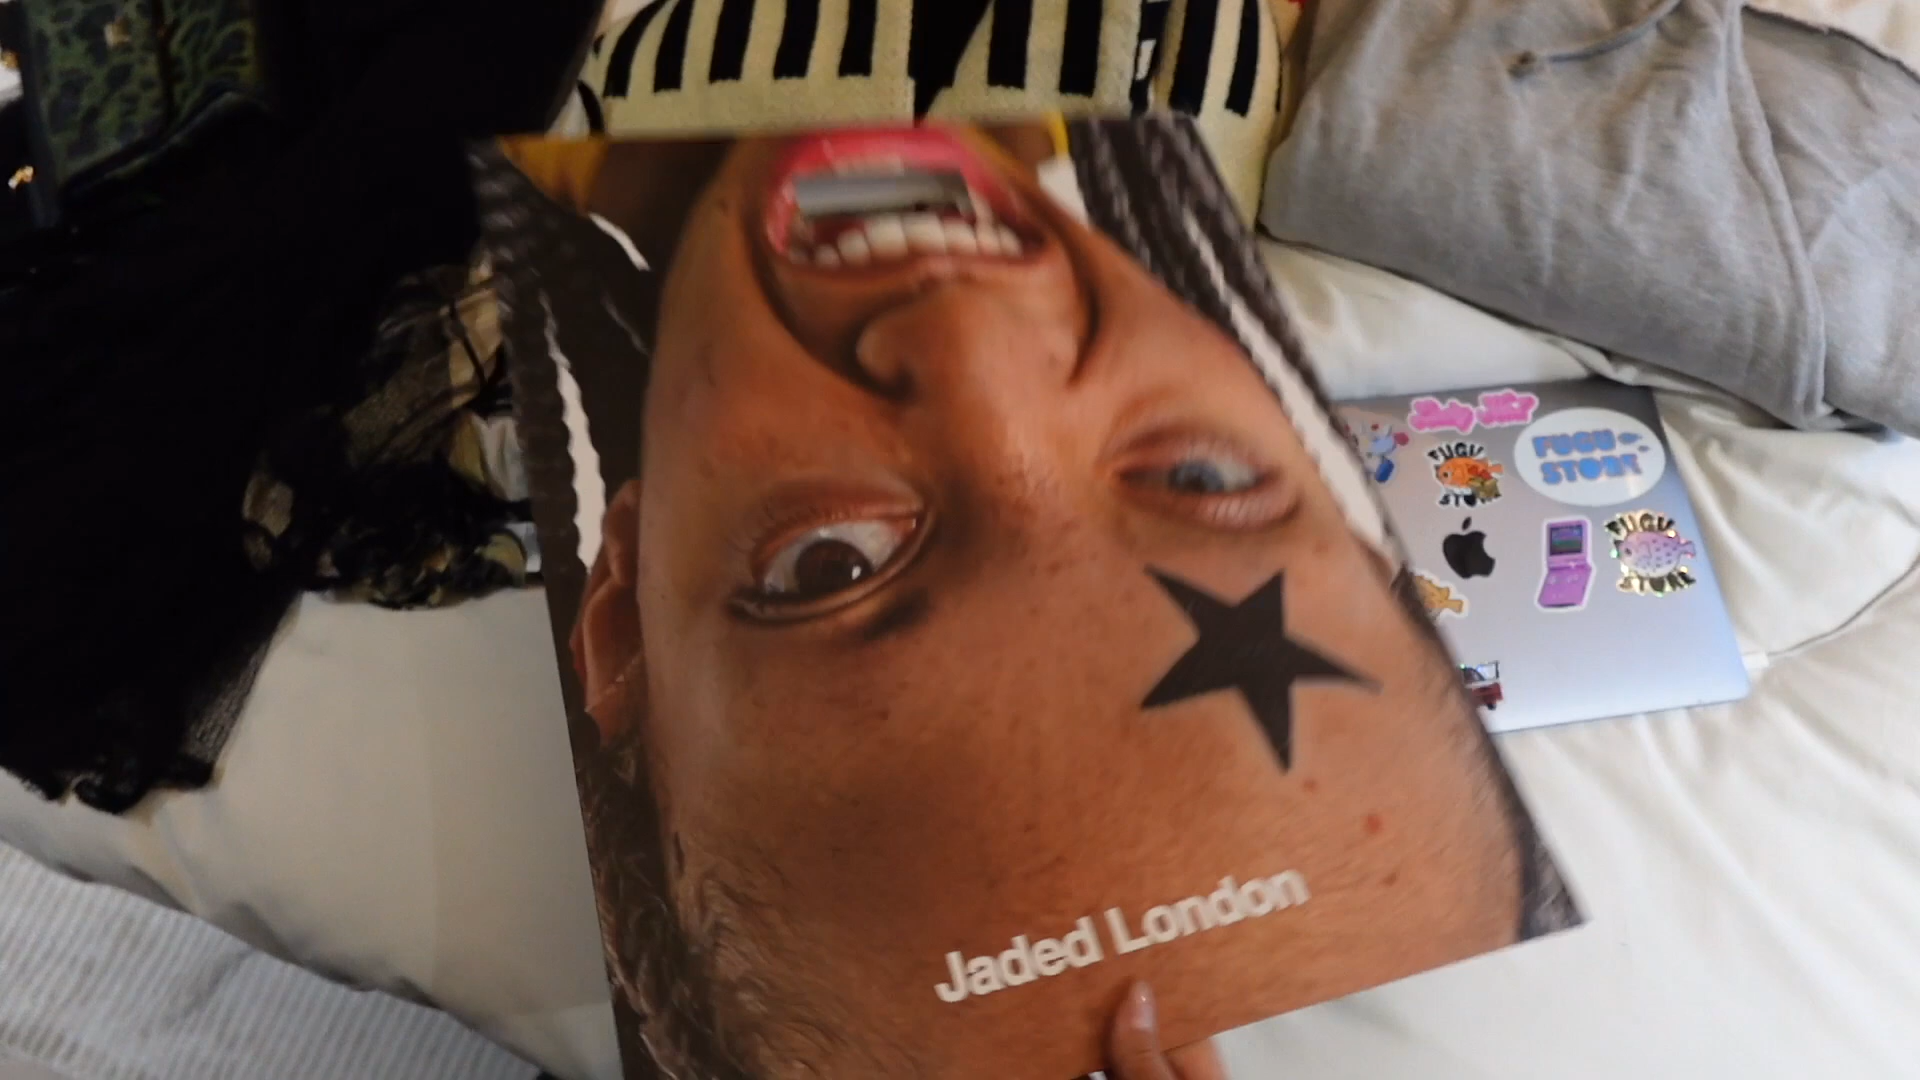 FUGU
STORE
FUGU
STORE
FUGU
STORE
Jaded London